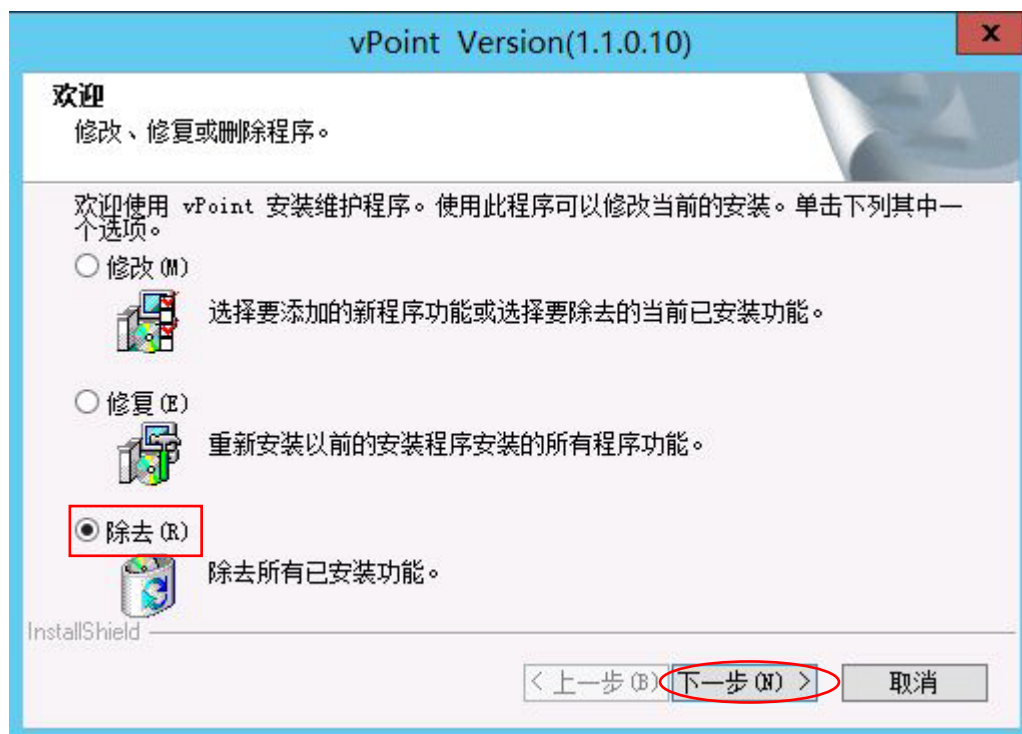 vPoint Version(1.1.0.10)
x
欢迎
修改、修复或删除程序。
欢迎使用 vPoint 安装维护程序。使用此程序可以修改当前的安装。单击下列其中一
个选项。
修改(M)
选择要添加的新程序功能或选择要除去的当前已安装功能。
修复(E)
重新安装以前的安装程序安装的所有程序功能。
除去(R)
除去所有已安装功能。
InstallShield
< 上一步(B) 下一步(N) > 取消